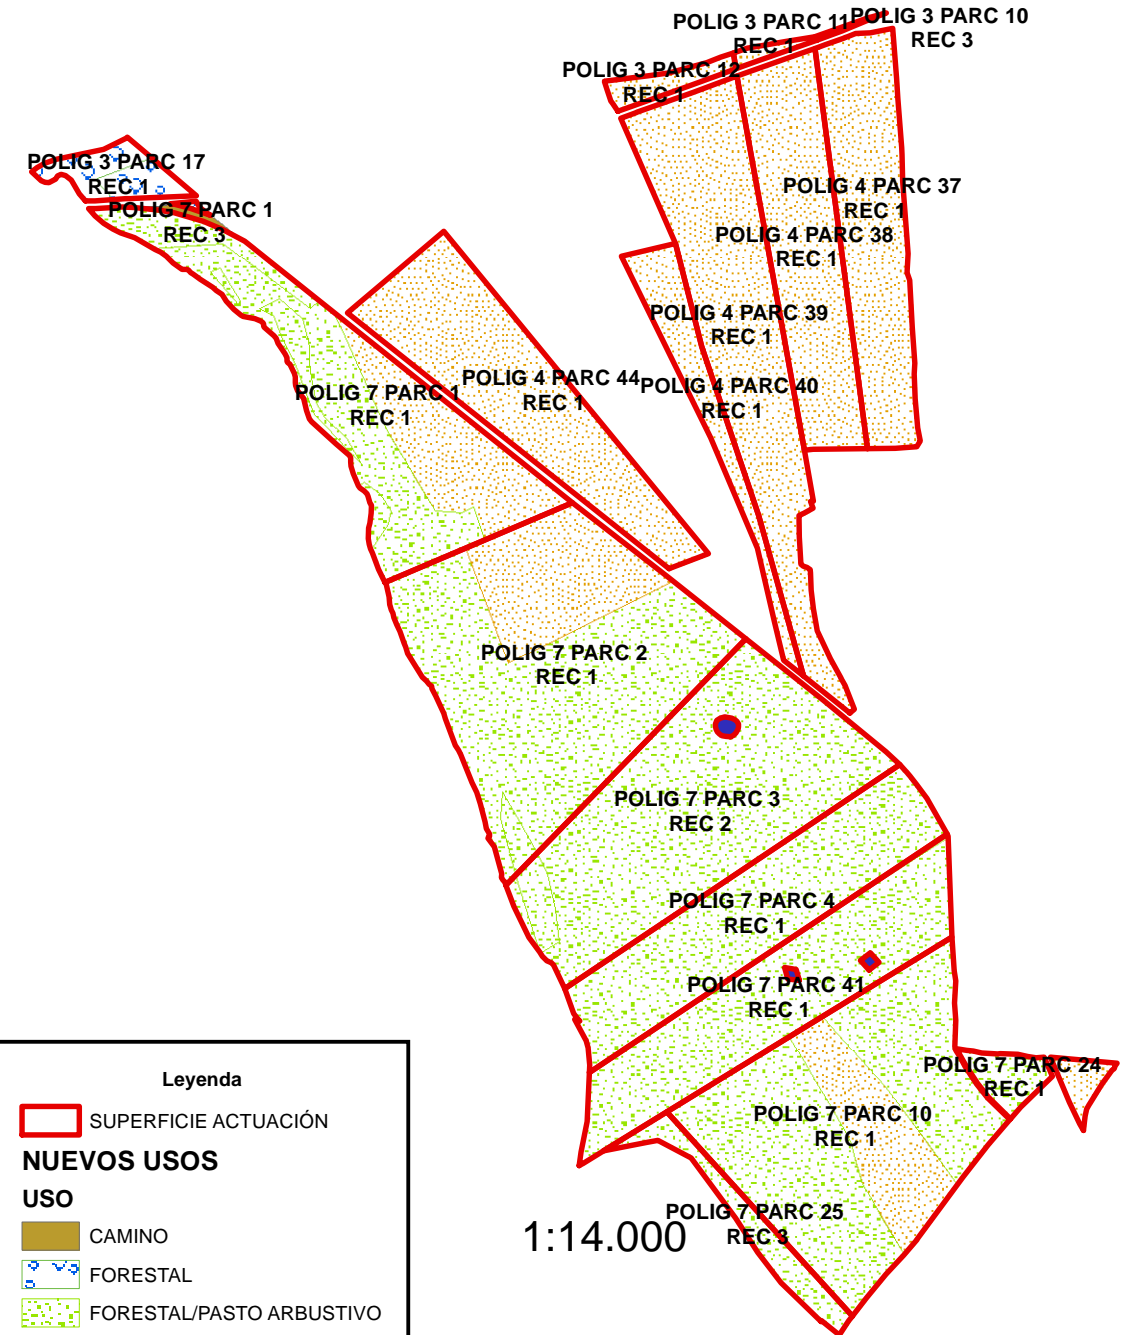 POLIG 3 PARC 11
REC 1
POLIG 3 PARC 10
REC 3
POLIG 3 PARC 12
REC 1
POLIG 3 PARC 17
REC 1
POLIG 7 PARC 1
REC 3
POLIG 4 PARC 37
REC 1
POLIG 4 PARC 38
REC 1
POLIG 4 PARC 39
REC 1
POLIG 7 PARC 1
REC 1
POLIG 4 PARC 44
REC 1
POLIG 4 PARC 40
REC 1
POLIG 7 PARC 2
REC 1
POLIG 7 PARC 3
REC 2
POLIG 7 PARC 4
REC 1
POLIG 7 PARC 41
REC 1
POLIG 7 PARC 24
REC 1
POLIG 7 PARC 10
REC 1
POLIG 7 PARC 25
REC 3
1:14.000
Leyenda
SUPERFICIE ACTUACIÓN
NUEVOS USOS
USO
CAMINO
FORESTAL
FORESTAL/PASTO ARBUSTIVO